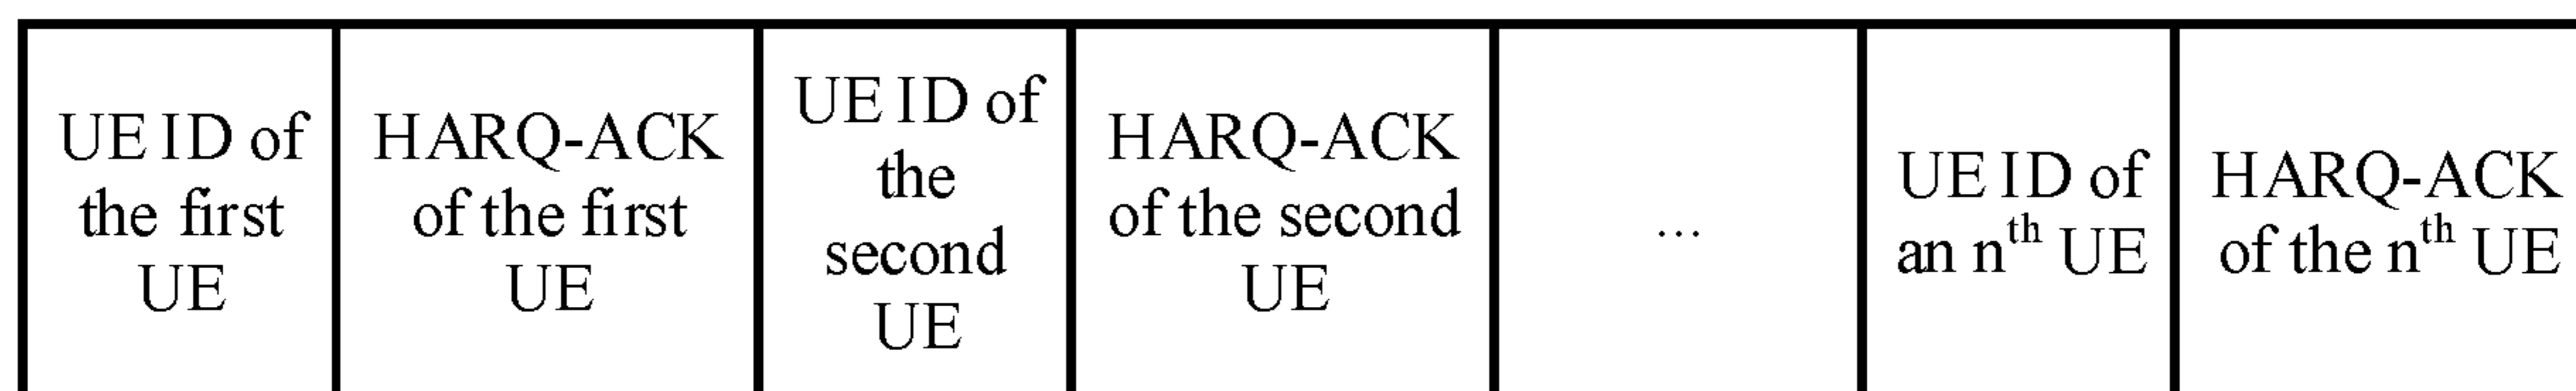 UE ID of
the first
UE
HARQ-ACK
of the first
UE
UE ID of
the
second
UE
HARQ-ACK
of the second
UE
...
UE ID of
an nth UE
HARQ-ACK
of the nth UE